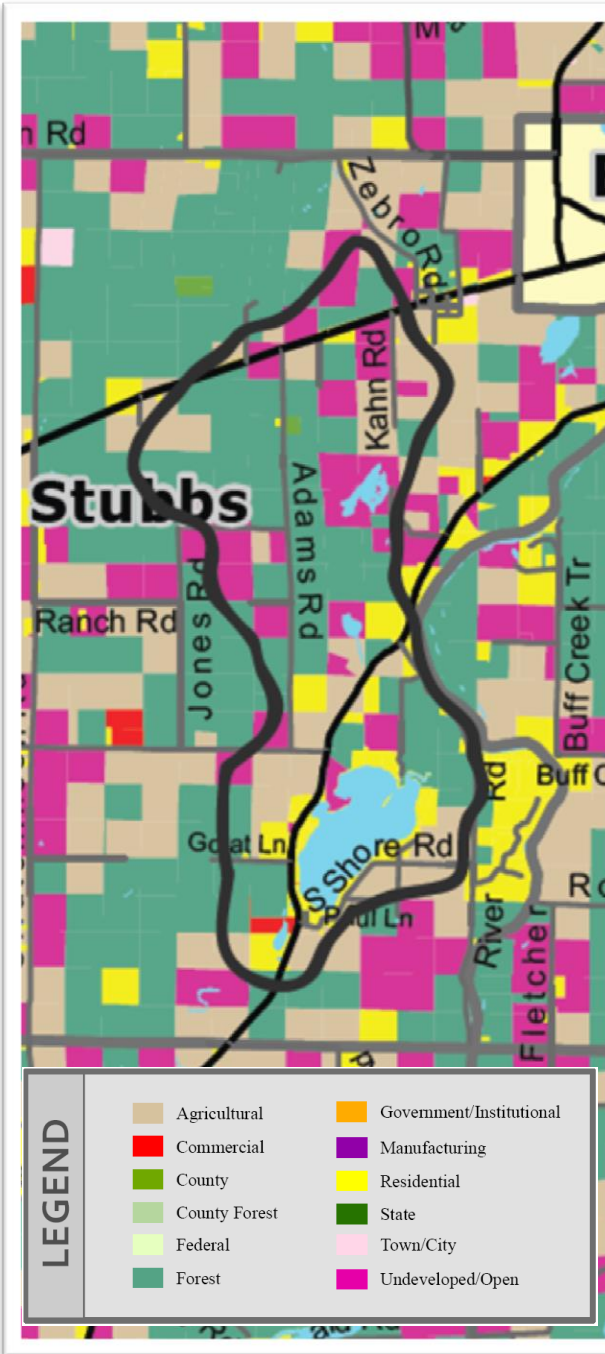 n Rd
Zebro Rd
Kahn Rd
Stubbs
Adams Rd
Jones Rd
Ranch Rd
Buff Creek Tr
Rd
Buff C
Goat Ln
S Shore Rd
Paul Ln
River
Fletcher
LEGEND
Agricultural
Commercial
County
County Forest
Federal
Forest
Government/Institutional
Manufacturing
Residential
State
Town/City
Undeveloped/Open